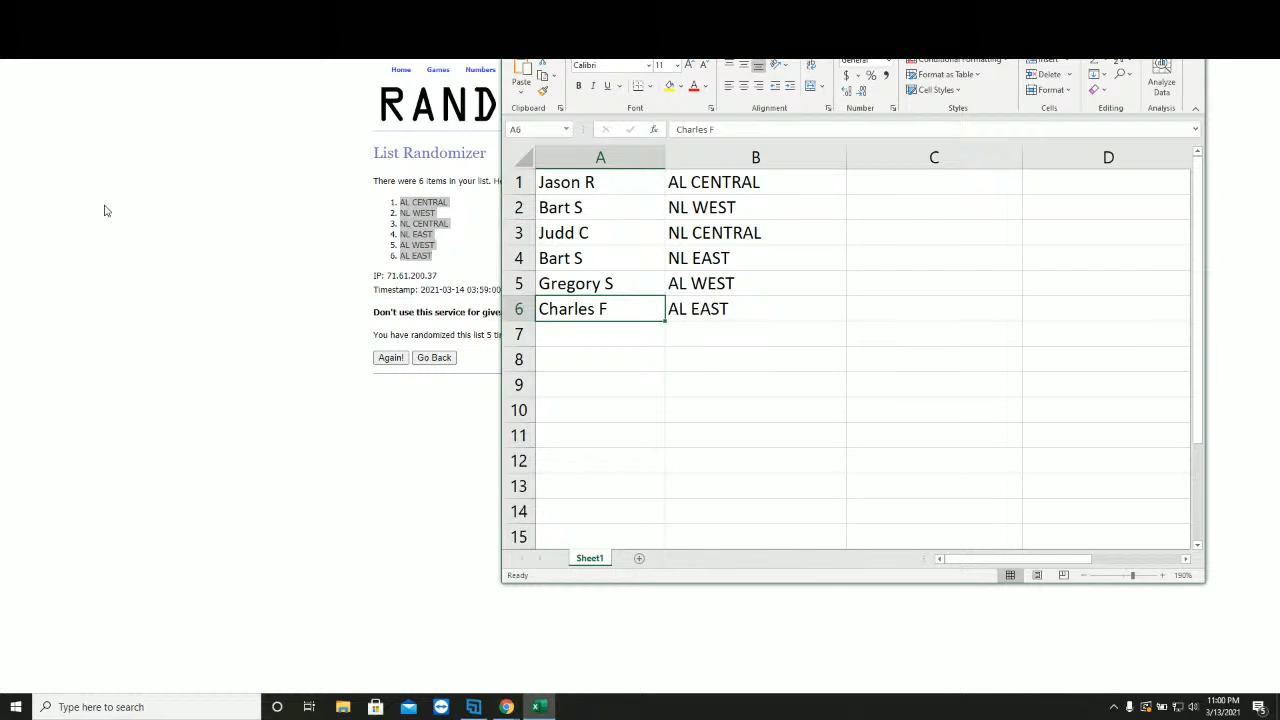 Home Games Numbers
RAND
List Randomizer
There were 6 items in your list. He
1. AL CENTRAL
2. NL WEST
3. NL CENTRAL
4. NL EAST
5. AL WEST
6. AL EAST
IP: 71.61.200.37
Timestamp: 2021-03-14 03:59:00
Don't use this service for give
You have randomized this list 5 ti
Again! Go Back
Calibri 11
Paste
B I U
$ % 9
Format as Table
Delete
Cell Styles
Format
Analyze
Data
Clipboard Font Alignment Number Styles Cells Editing Analysis
A6 fx Charles F
A B C D
1 Jason R AL CENTRAL
2 Bart S NL WEST
3 Judd C NL CENTRAL
4 Bart S NL EAST
5 Gregory S AL WEST
6 Charles F AL EAST
7
8
9
10
11
12
13
14
15
Sheet1
Ready 190%
Type here to search
11:00 PM
3/13/2021
5